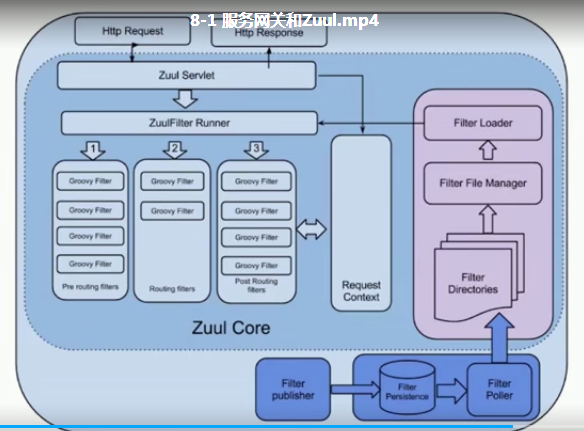 8-1 服务网关和Zuul.mp4
Http Request
Http Response
Zuul Servlet
ZuulFilter Runner
1
2
3
Groovy Filter
Groovy Filter
Groovy Filter
Groovy Filter
Pre routing filters
Groovy Filter
Groovy Filter
Routing filters
Groovy Filter
Groovy Filter
Groovy Filter
Groovy Filter
Post Routing
filters
Request
Context
Filter Loader
Filter File Manager
Filter
Directories
Zuul Core
Filter
publisher
Filter
Persistence
Filter
Poller